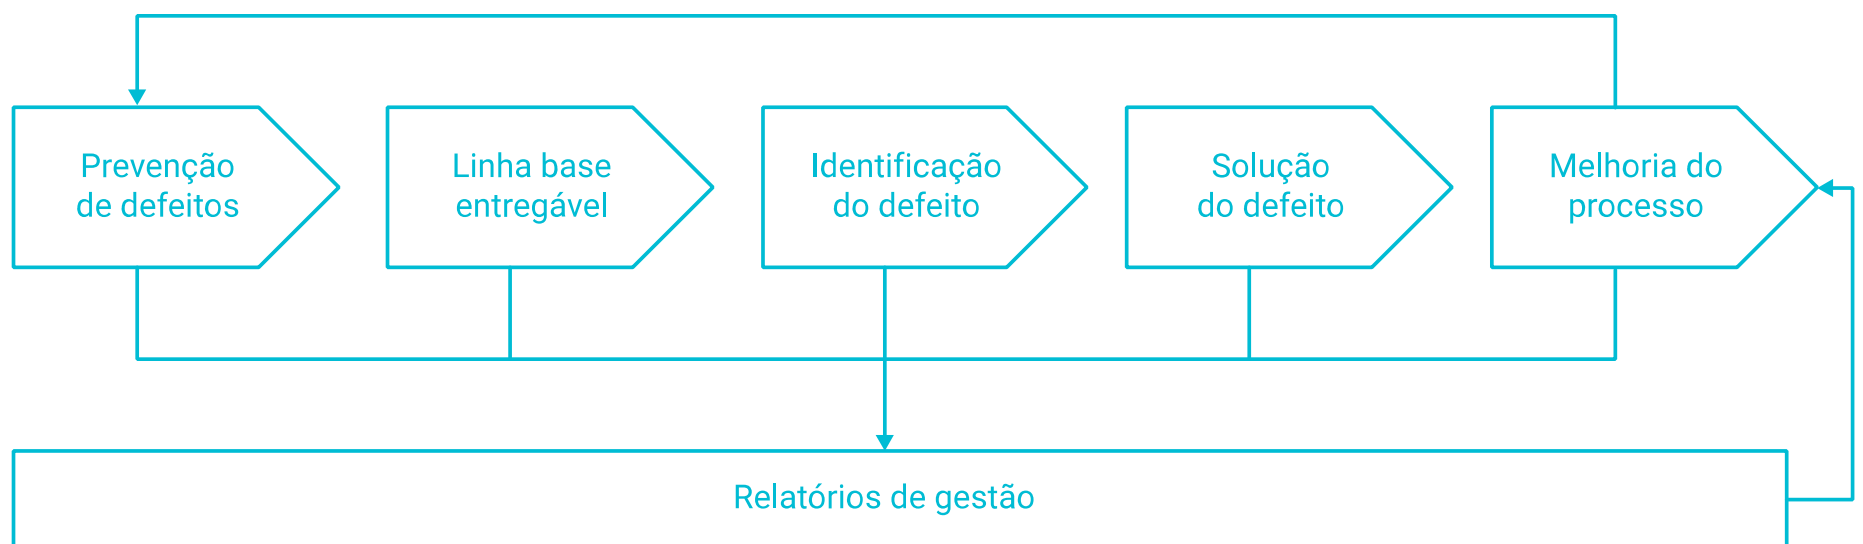 Prevenção
de defeitos
Linha base
entregável
Identificação
do defeito
Solução
do defeito
Melhoria do
processo
Relatórios de gestão